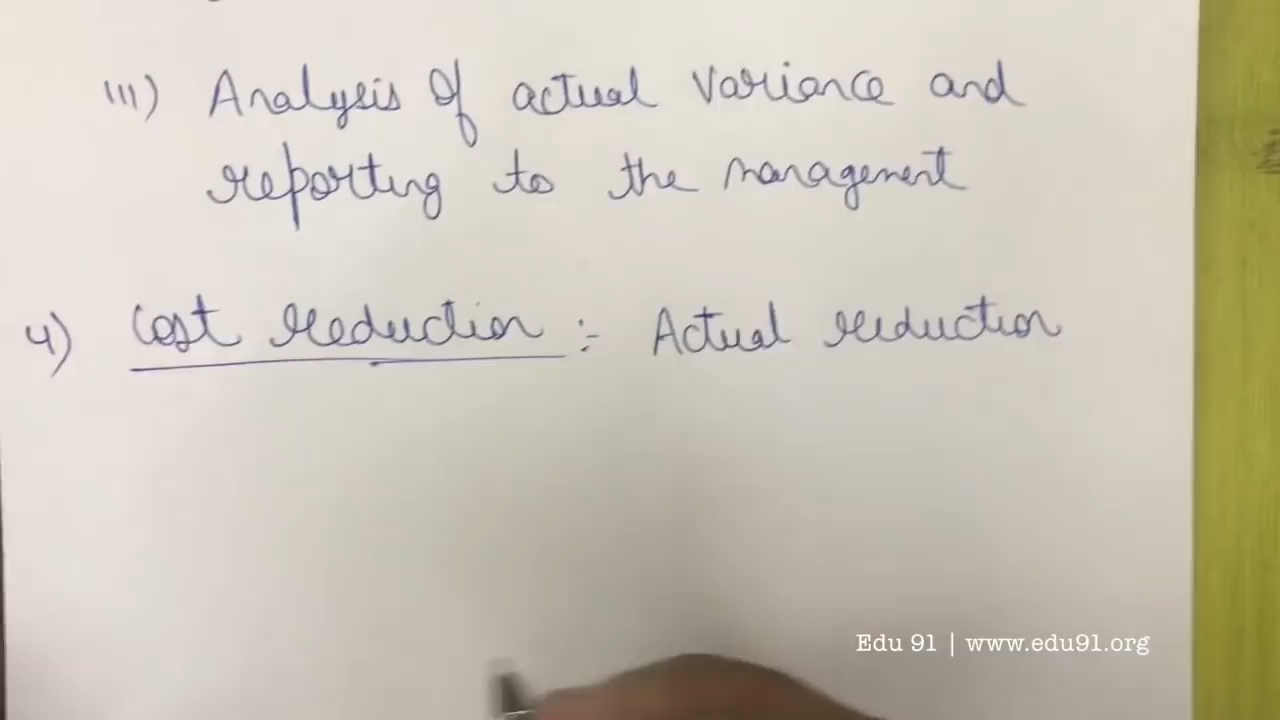 III) Analysis of actual variance and
reporting to the management
4) Cost reduction :- Actual reduction
Edu 91 | www.edu91.org